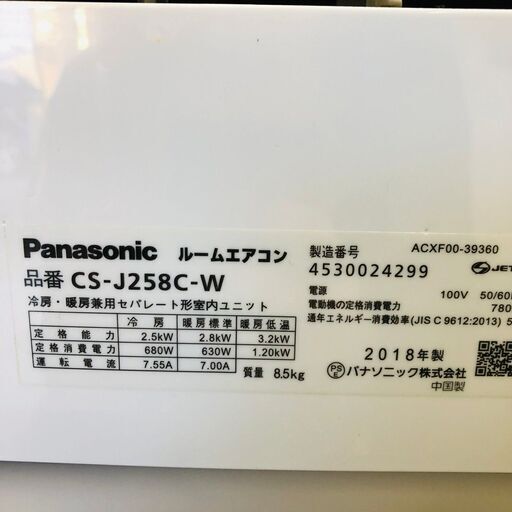 Panasonic ルームエアコン
品番 CS-J258C-W
冷房・暖房兼用セパレート形室内ユニット
冷房 暖房標準 暖房低温
定格能力 2.5kW 2.8kW 3.2kW
定格消費電力 680W 630W 1.20kW
運転電流 7.55A 7.00A
質量 8.5kg
ACXF00-39360
製造番号
4530024299
JET
電源 100V 50/60
電動機の定格消費電力 780
通年エネルギー消費効率(JIS C 9612:2013) 5
2018年製
PSE パナソニック株式会社
中国製